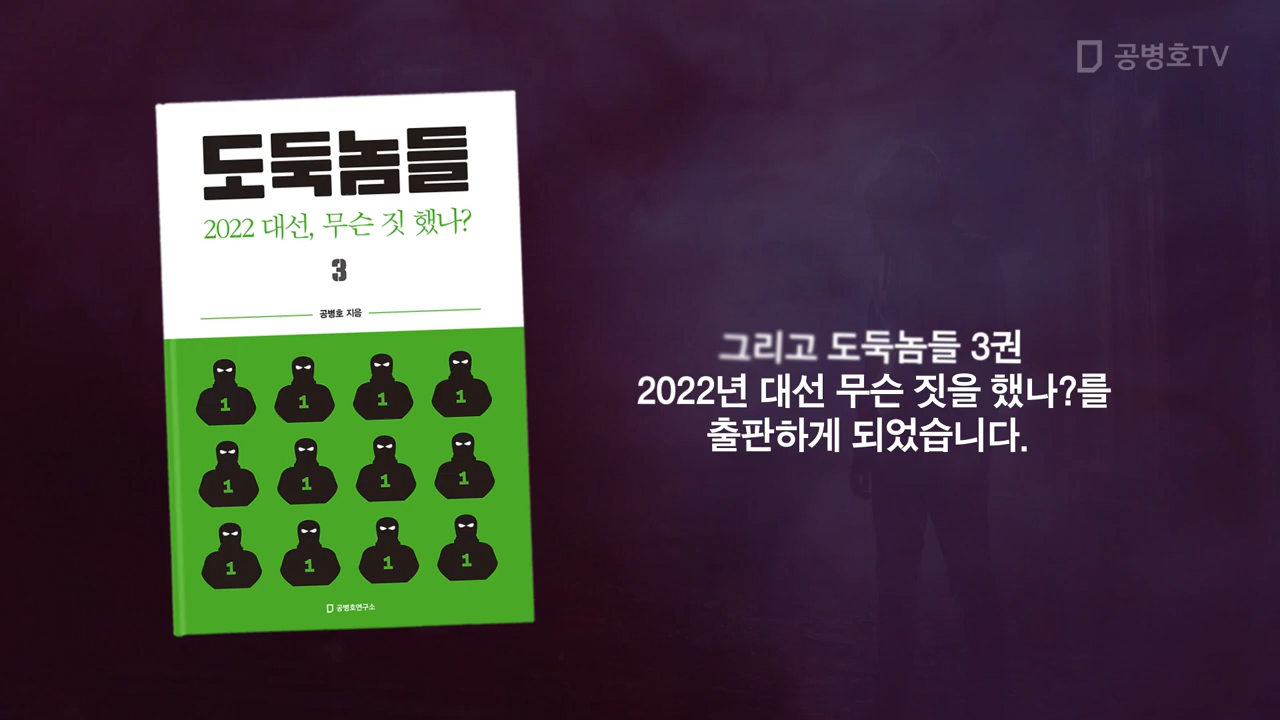 공병호TV
도둑놈들
2022 대선, 무슨 짓 했나?
3
공병호 지음
1 1 1 1
1 1 1 1
1 1 1 1
공병호연구소
그리고 도둑놈들 3권
2022년 대선 무슨 짓을 했나?를
출판하게 되었습니다.